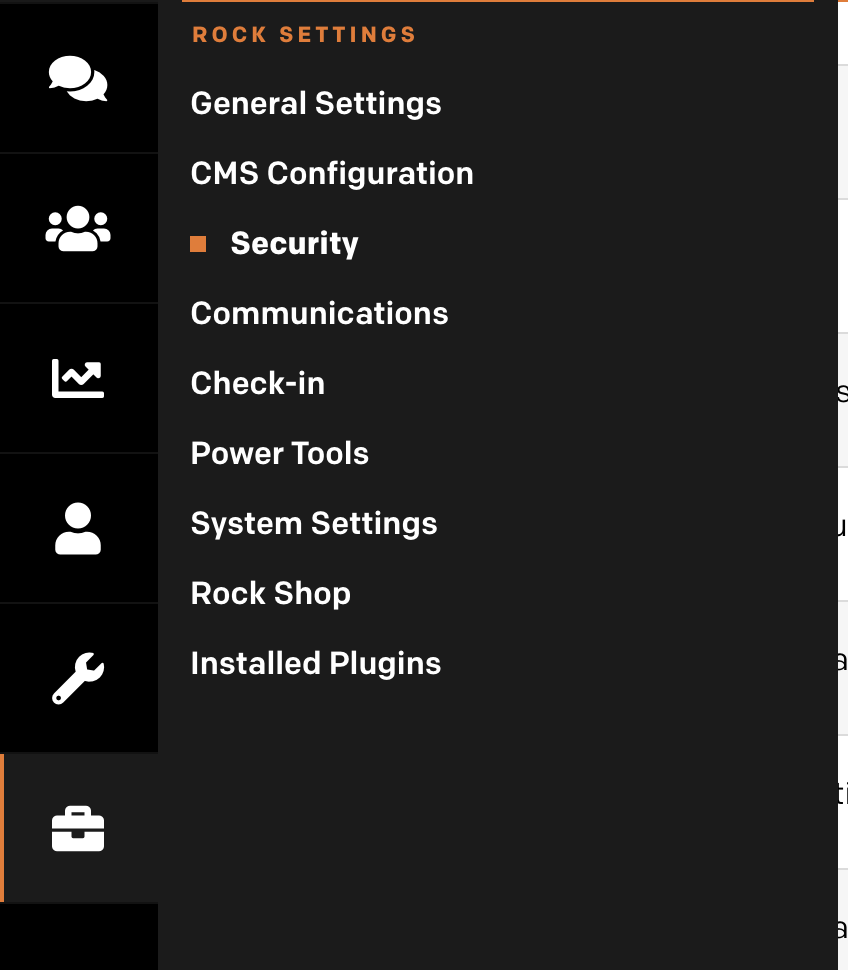 ROCK SETTINGS
General Settings
CMS Configuration
Security
Communications
Check-in
Power Tools
System Settings
Rock Shop
Installed Plugins